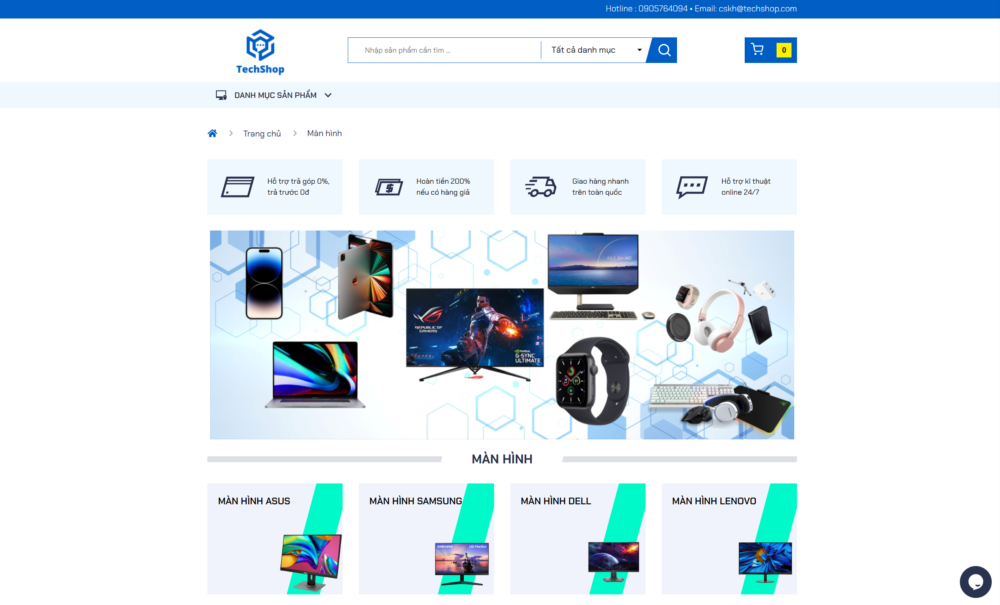 Hotline : 0905764094 • Email: cskh@techshop.com
TechShop
Nhập sản phẩm cần tìm ...
Tất cả danh mục
0
DANH MỤC SẢN PHẨM
Trang chủ
Màn hình
Hỗ trợ trả góp 0%,
trả trước 0đ
Hoàn tiền 200%
nếu có hàng giả
Giao hàng nhanh
trên toàn quốc
Hỗ trợ kĩ thuật
online 24/7
ASUS Zen AiO
REPUBLIC OF
GAMERS
NVIDIA
G-SYNC
ULTIMATE
61
MÀN HÌNH
MÀN HÌNH ASUS
MÀN HÌNH SAMSUNG
MÀN HÌNH DELL
MÀN HÌNH LENOVO
SAMSUNG
LED Monitor